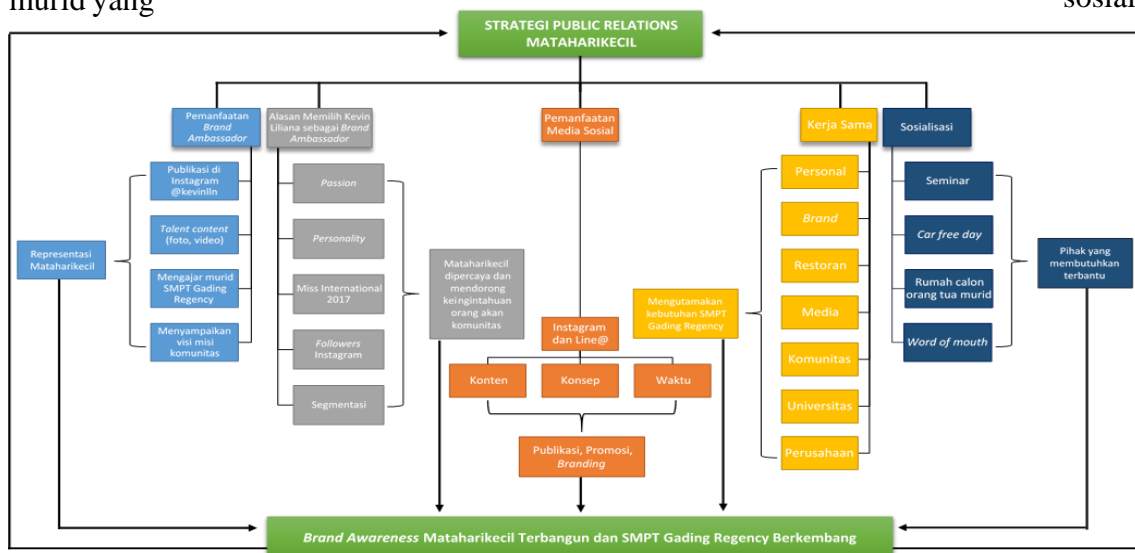 murid yang
sosial
STRATEGI PUBLIC RELATIONS
MATAHARIKECIL
Pemanfaatan
Brand
Ambassador
Alasan Memilih Kevin
Liliana sebagai Brand
Ambassador
Pemanfaatan
Media Sosial
Kerja Sama
Sosialisasi
Publikasi di
Instagram
@kevinlln
Talent content
(foto, video)
Mengajar murid
SMPT Gading
Regency
Menyampaikan
visi misi
komunitas
Representasi
Mataharikecil
Passion
Personality
Miss International
2017
Followers
Instagram
Segmentasi
Mataharikecil
dipercaya dan
mendorong
keingintahuan
orang akan
komunitas
Instagram
dan Line@
Konten
Konsep
Waktu
Publikasi, Promosi,
Branding
Mengutamakan
kebutuhan SMPT
Gading Regency
Personal
Brand
Restoran
Media
Komunitas
Universitas
Perusahaan
Seminar
Car free day
Rumah calon
orang tua murid
Word of mouth
Pihak yang
membutuhkan
terbantu
Brand Awareness Mataharikecil Terbangun dan SMPT Gading Regency Berkembang